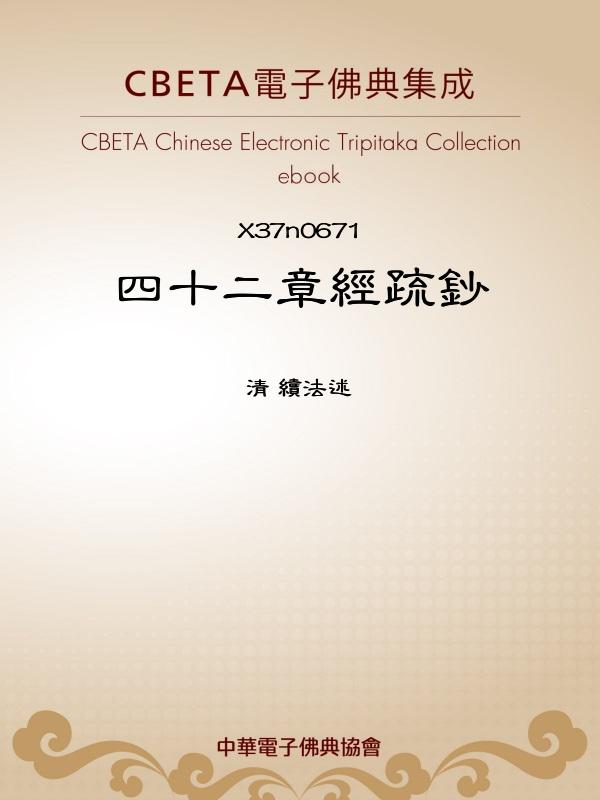 CBETA電子佛典集成
CBETA Chinese Electronic Tripitaka Collection
ebook
X37n0671
四十二章經疏鈔
清 續法述
中華電子佛典協會